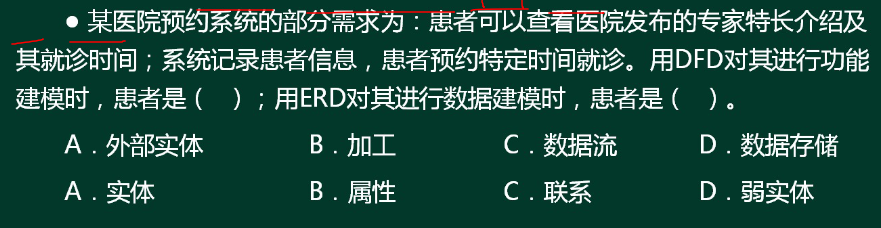 ● 某医院预约系统的部分需求为：患者可以查看医院发布的专家特长介绍及
其就诊时间；系统记录患者信息，患者预约特定时间就诊。用DFD对其进行功能
建模时，患者是（　）；用ERD对其进行数据建模时，患者是（　）。
A．外部实体 B．加工 C．数据流 D．数据存储
A．实体 B．属性 C．联系 D．弱实体